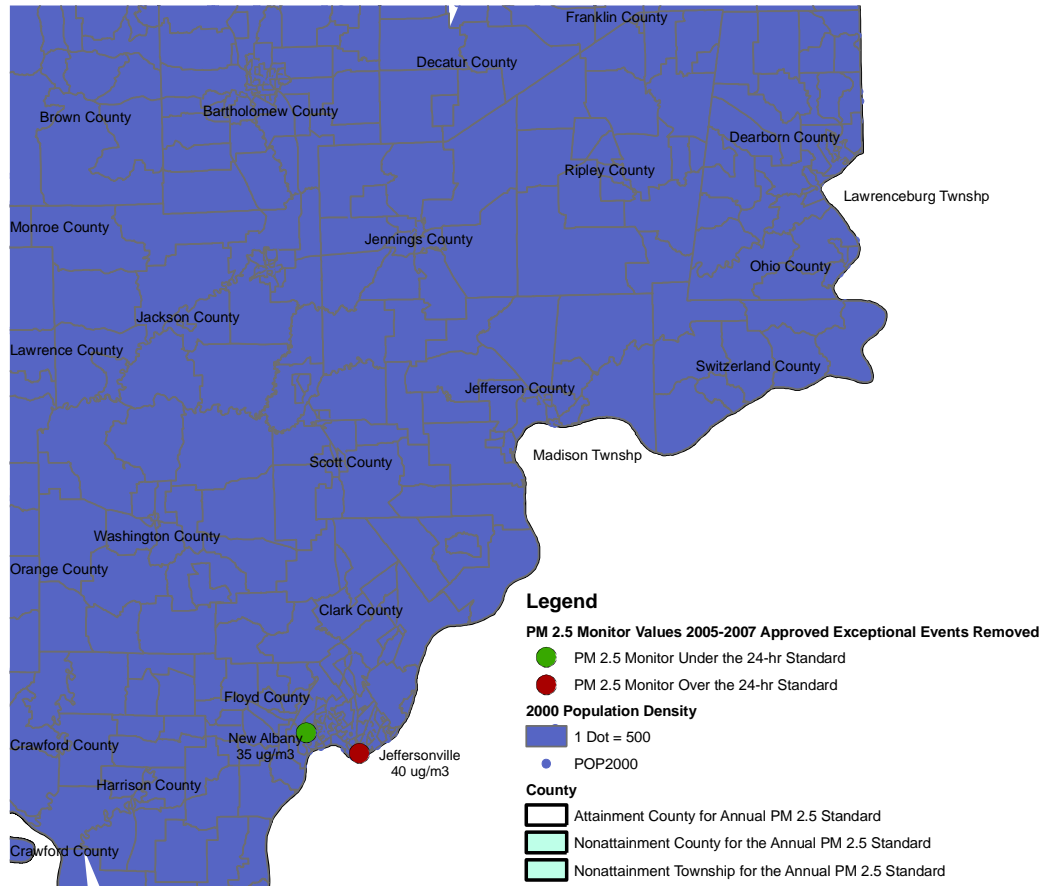 Franklin County
Decatur County
Brown County
Bartholomew County
Dearborn County
Ripley County
Lawrenceburg Twnshp
Monroe County
Jennings County
Ohio County
Jackson County
Lawrence County
Switzerland County
Jefferson County
Madison Twnshp
Scott County
Washington County
Orange County
Clark County
Floyd County
New Albany
35 ug/m3
Jeffersonville
40 ug/m3
Crawford County
Harrison County
Crawford County
Legend
PM 2.5 Monitor Values 2005-2007 Approved Exceptional Events Removed
PM 2.5 Monitor Under the 24-hr Standard
PM 2.5 Monitor Over the 24-hr Standard
2000 Population Density
1 Dot = 500
POP2000
County
Attainment County for Annual PM 2.5 Standard
Nonattainment County for the Annual PM 2.5 Standard
Nonattainment Township for the Annual PM 2.5 Standard